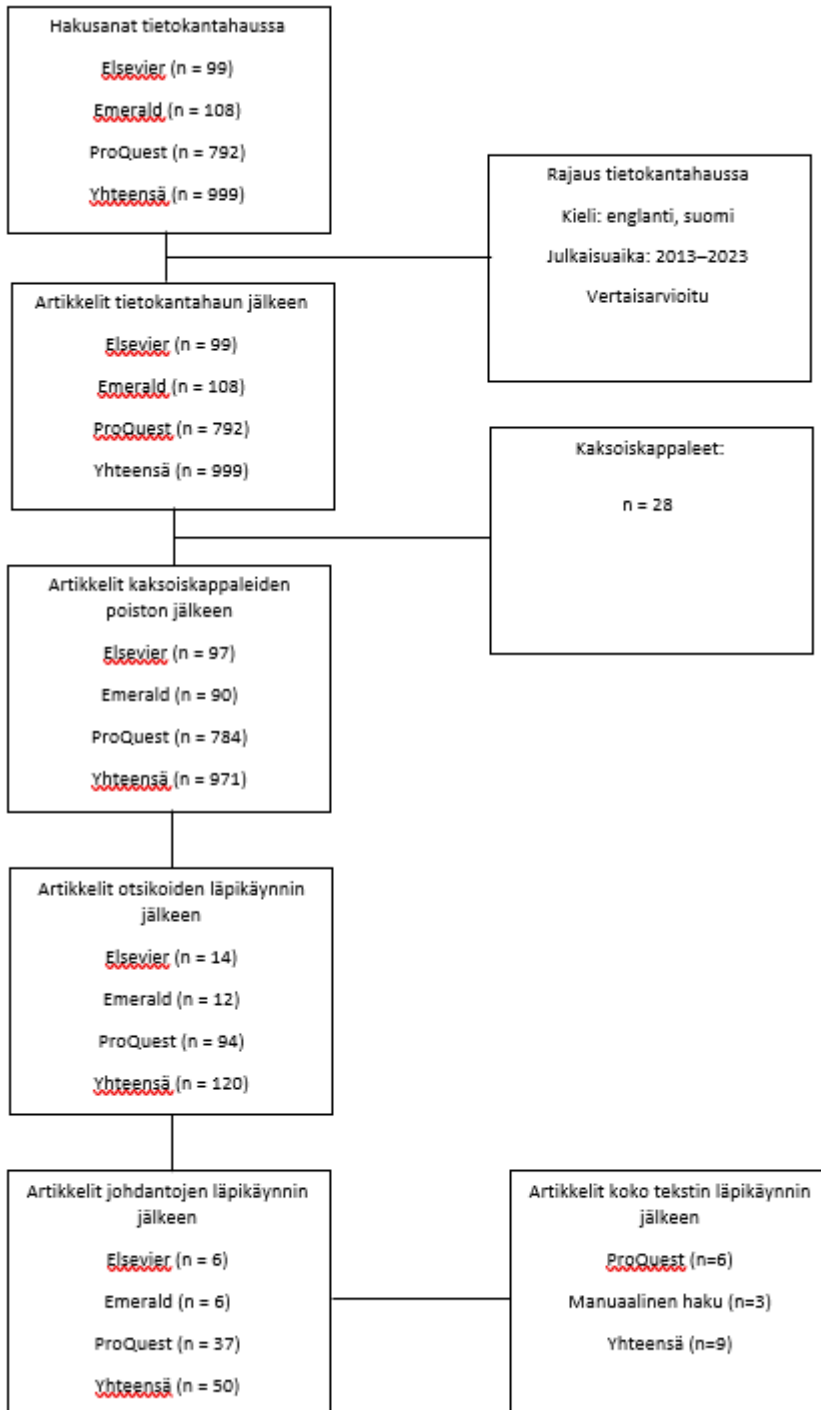 Hakusanat tietokantahaussa
Elsevier (n = 99)
Emerald (n = 108)
ProQuest (n = 792)
Yhteensä (n = 999)
Rajaus tietokantahaussa
Kieli: englanti, suomi
Julkaisuaika: 2013–2023
Vertaisarvioitu
Artikkelit tietokantahaun jälkeen
Elsevier (n = 99)
Emerald (n = 108)
ProQuest (n = 792)
Yhteensä (n = 999)
Kaksoiskappaleet:
n = 28
Artikkelit kaksoiskappaleiden
poiston jälkeen
Elsevier (n = 97)
Emerald (n = 90)
ProQuest (n = 784)
Yhteensä (n = 971)
Artikkelit otsikoiden läpikäynnin
jälkeen
Elsevier (n = 14)
Emerald (n = 12)
ProQuest (n = 94)
Yhteensä (n = 120)
Artikkelit johdantojen läpikäynnin
jälkeen
Elsevier (n = 6)
Emerald (n = 6)
ProQuest (n = 37)
Yhteensä (n = 50)
Artikkelit koko tekstin läpikäynnin
jälkeen
ProQuest (n=6)
Manuaalinen haku (n=3)
Yhteensä (n=9)